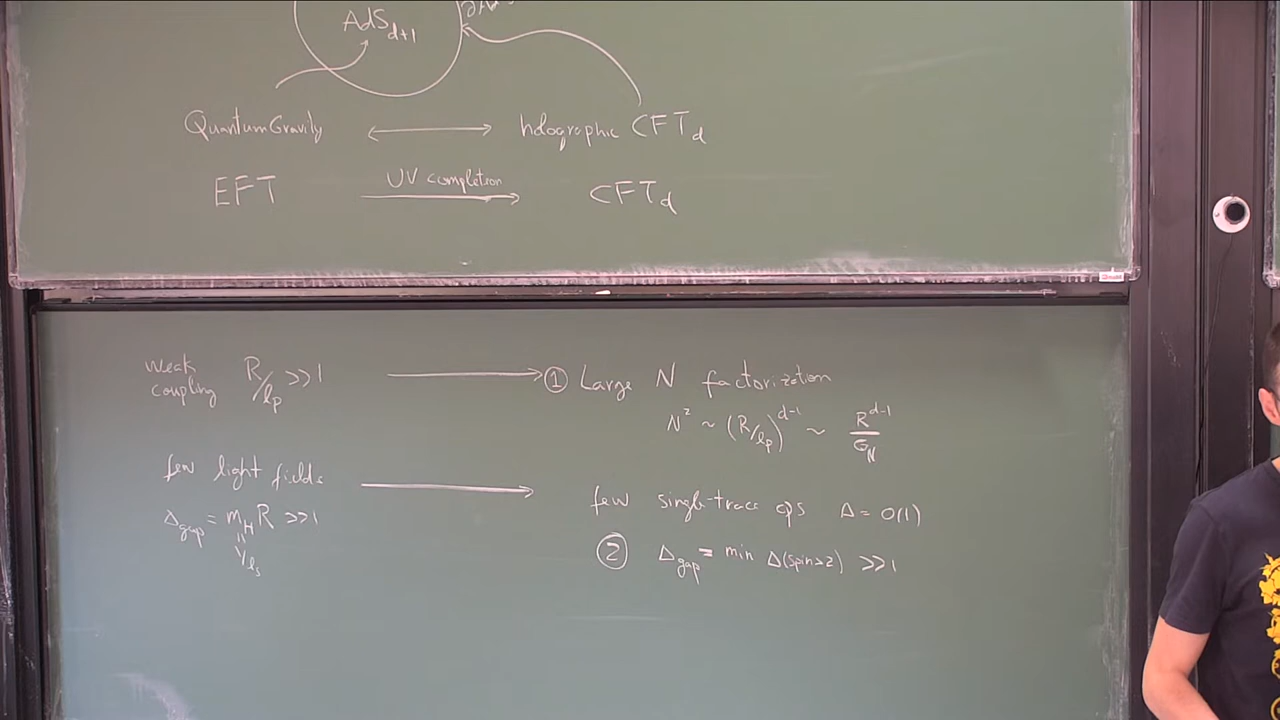 AdS_{d+1} ∂AdS
Quantum Gravity ⟷ holographic CFT_d
EFT UV completion ⟶ CFT_d
weak coupling R/ℓ_p >> 1 ⟶ ① Large N factorization
N² ~ (R/ℓ_p)^{d-1} ~ R^{d-1}/G_N
few light fields ⟶ few single-trace ops Δ = O(1)
Δ_gap = m_H R >> 1
② Δ_gap = min Δ(spin>2) >> 1
"
1/ℓ_s